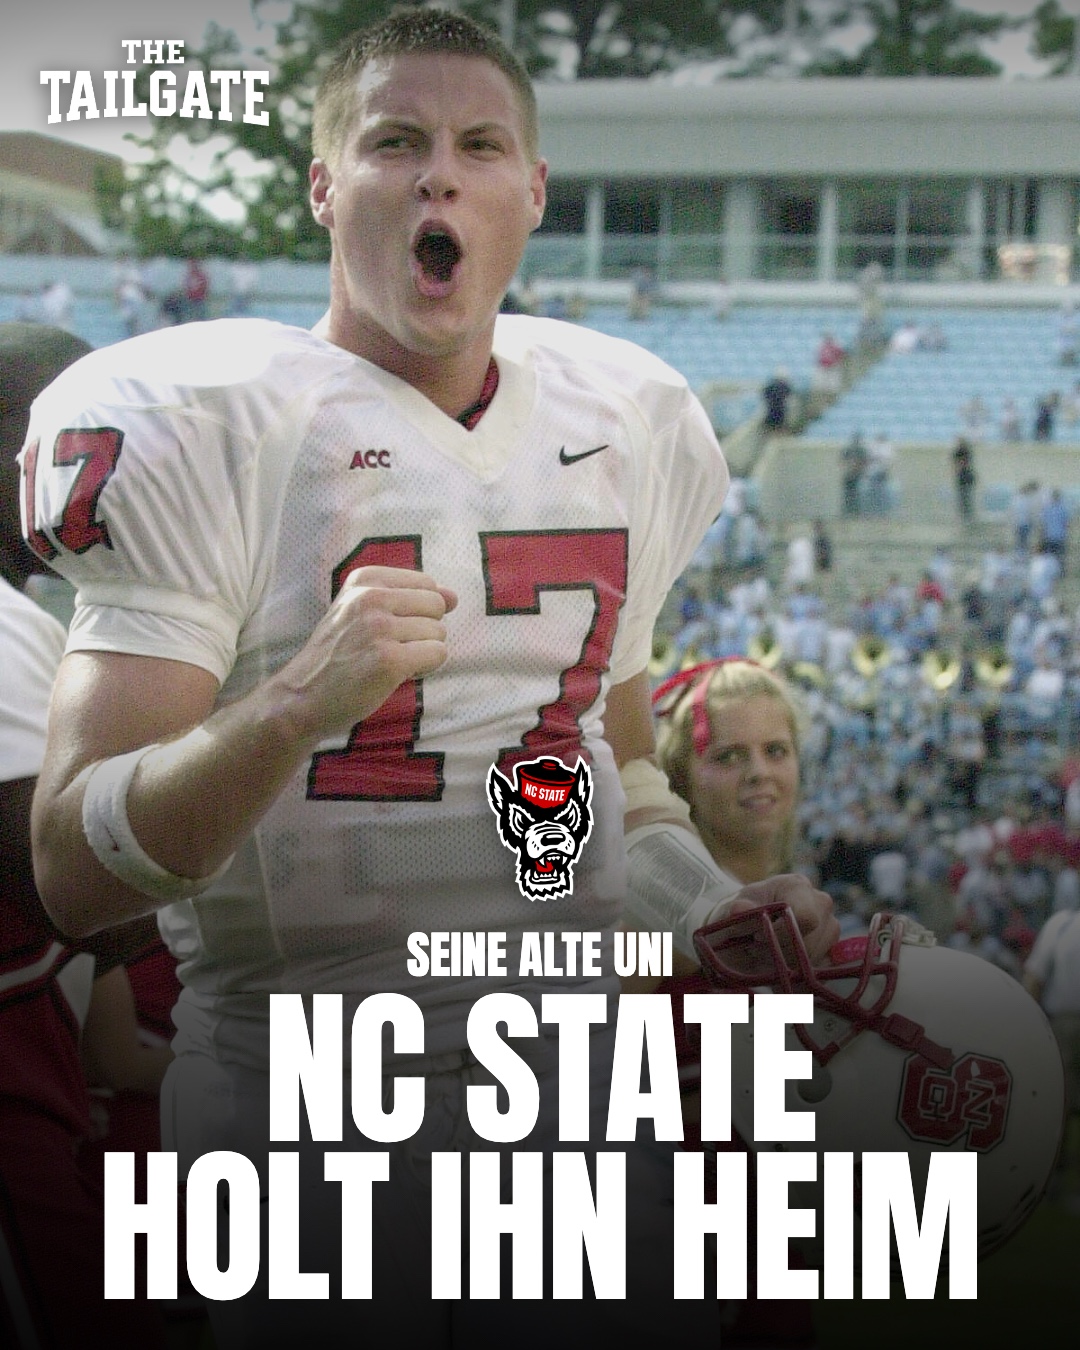 THE
TAILGATE
17
ACC
17
NC STATE
SEINE ALTE UNI
NC STATE
HOLT IHN HEIM